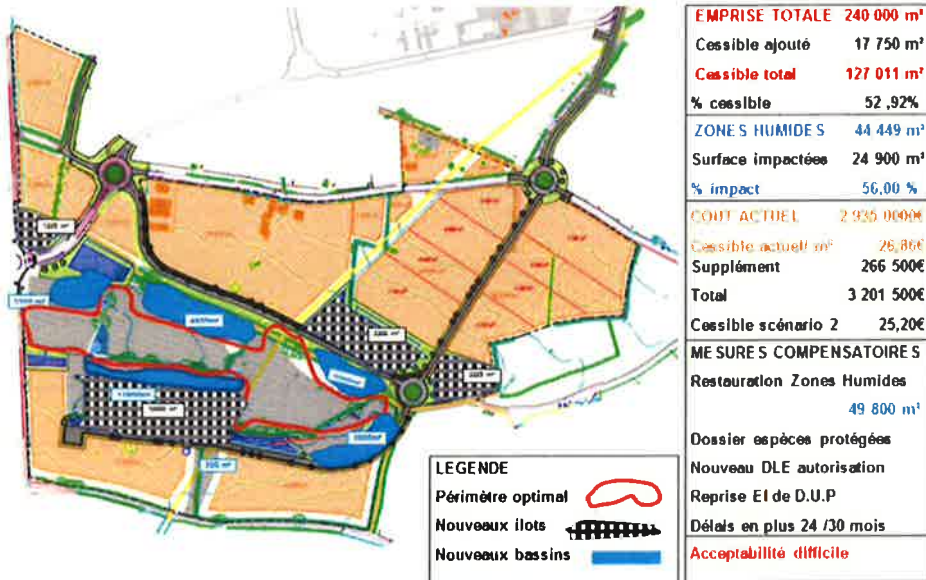 EMPRISE TOTALE 240 000 m²
Cessible ajouté 17 750 m²
Cessible total 127 011 m²
% cessible 52 ,92%
ZONES HUMIDES 44 449 m²
Surface impactées 24 900 m²
% impact 56,00 %
COUT ACTUEL 2 935 0000€
Cessible actuel/ m² 26,86€
Supplément 266 500€
Total 3 201 500€
Cessible scénario 2 25,20€
MESURES COMPENSATOIRES
Restauration Zones Humides
49 800 m²
Dossier espèces protégées
Nouveau DLE autorisation
Reprise EI de D.U.P
Délais en plus 24 /30 mois
Acceptabilité difficile
LEGENDE
Périmètre optimal
Nouveaux ilots
Nouveaux bassins